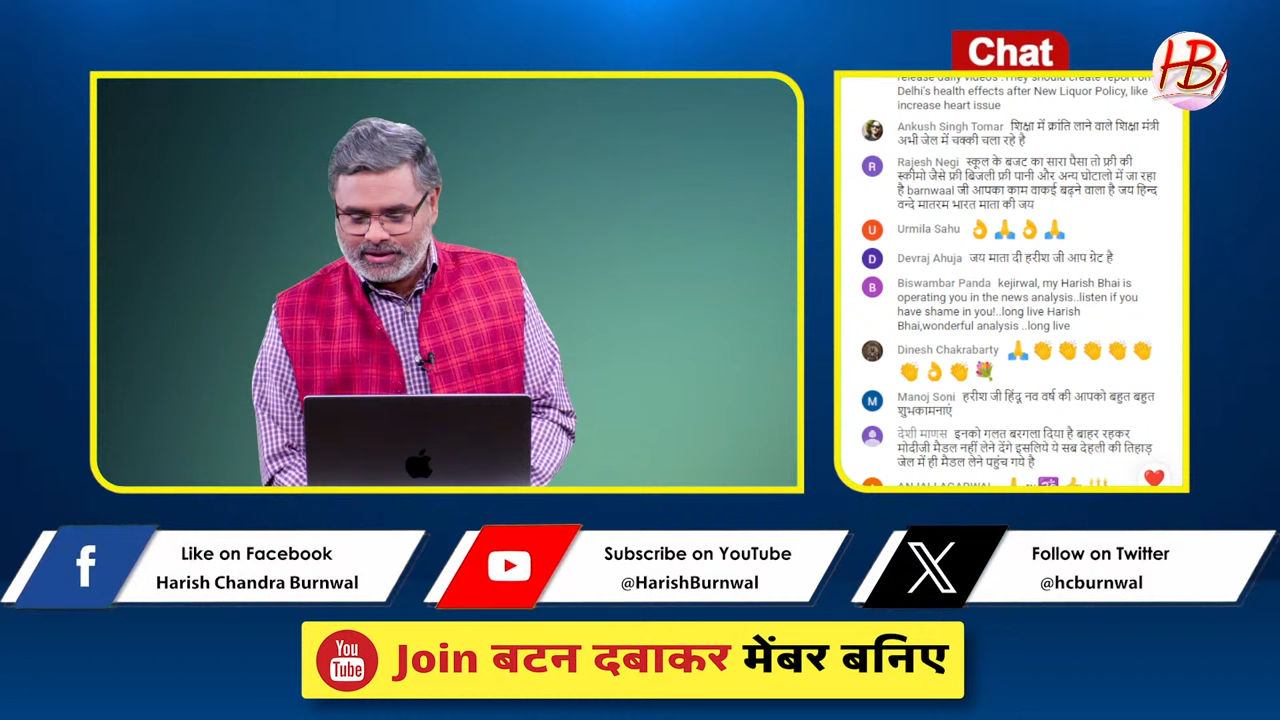 Chat
HBI
release daily videos .They should create report on
Delhi's health effects after New Liquor Policy, like
increase heart issue
Ankush Singh Tomar शिक्षा में क्रांति लाने वाले शिक्षा मंत्री
अभी जेल में चक्की चला रहे है
R
Rajesh Negi स्कूल के बजट का सारा पैसा तो फ्री की
स्कीमो जैसे फ्री बिजली फ्री पानी और अन्य घोटालो में जा रहा
है barnwaal जी आपका काम वाकई बढ़ने वाला है जय हिन्द
वन्दे मातरम भारत माता की जय
U
Urmila Sahu 👌🙏👌🙏
D
Devraj Ahuja जय माता दी हरीश जी आप ग्रेट है
B
Biswambar Panda kejirwal, my Harish Bhai is
operating you in the news analysis..listen if you
have shame in you!..long live Harish
Bhai,wonderful analysis ..long live
Dinesh Chakrabarty 🙏👏👏👏👏👏
👏👌👏💐
M
Manoj Soni हरीश जी हिंदू नव वर्ष की आपको बहुत बहुत
शुभकामनाएं
देशी माणस इनको गलत बरगला दिया है बाहर रहकर
मोदीजी मैडल नहीं लेने देंगे इसलिये ये सब देहली की तिहाड़
जेल में ही मैडल लेने पहुंच गये है
ANJALI AGARWAL
f
Like on Facebook
Harish Chandra Burnwal
Subscribe on YouTube
@HarishBurnwal
X
Follow on Twitter
@hcburnwal
You
Tube
Join बटन दबाकर मेंबर बनिए